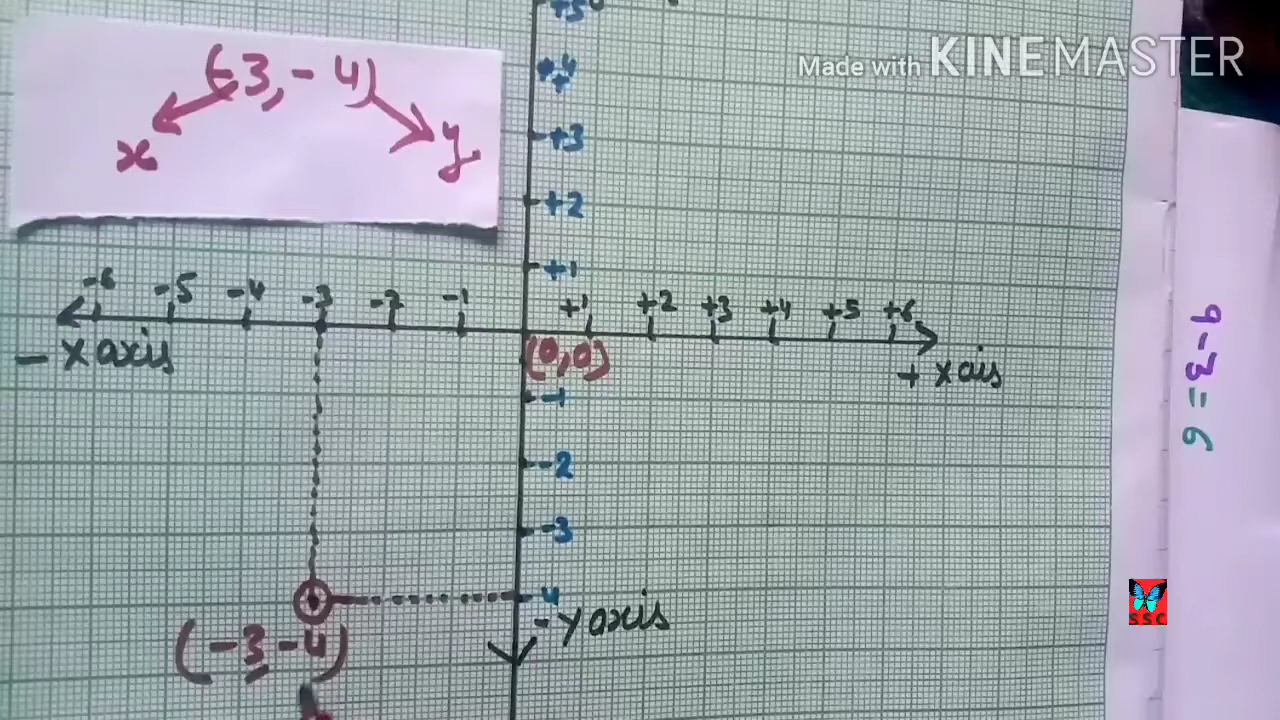 +5
Made with KINEMASTER
(-3, -4)
+4
x
y
+3
+2
+1
-6 -5 -4 -3 -2 -1 +1 +2 +3 +4 +5 +6
- X axis
(0,0)
+ X ais
-1
-2
-3
4
- Y axis
(-3 -4)
9-3=6
SSC